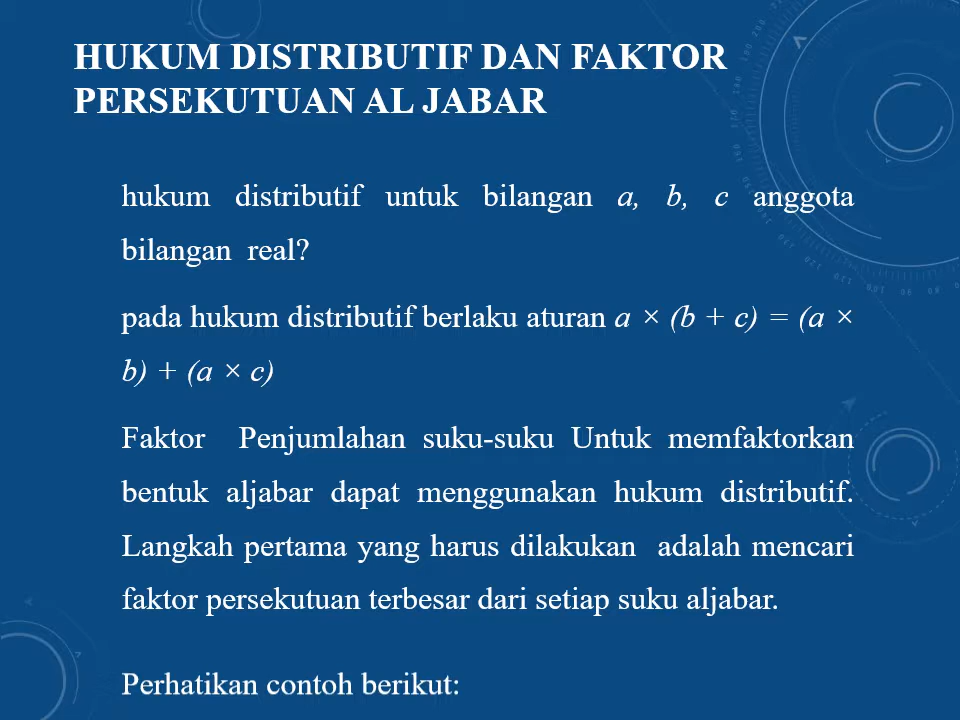 HUKUM DISTRIBUTIF DAN FAKTOR
PERSEKUTUAN AL JABAR
hukum distributif untuk bilangan a, b, c anggota
bilangan real?
pada hukum distributif berlaku aturan a × (b + c) = (a ×
b) + (a × c)
Faktor Penjumlahan suku-suku Untuk memfaktorkan
bentuk aljabar dapat menggunakan hukum distributif.
Langkah pertama yang harus dilakukan adalah mencari
faktor persekutuan terbesar dari setiap suku aljabar.
Perhatikan contoh berikut: